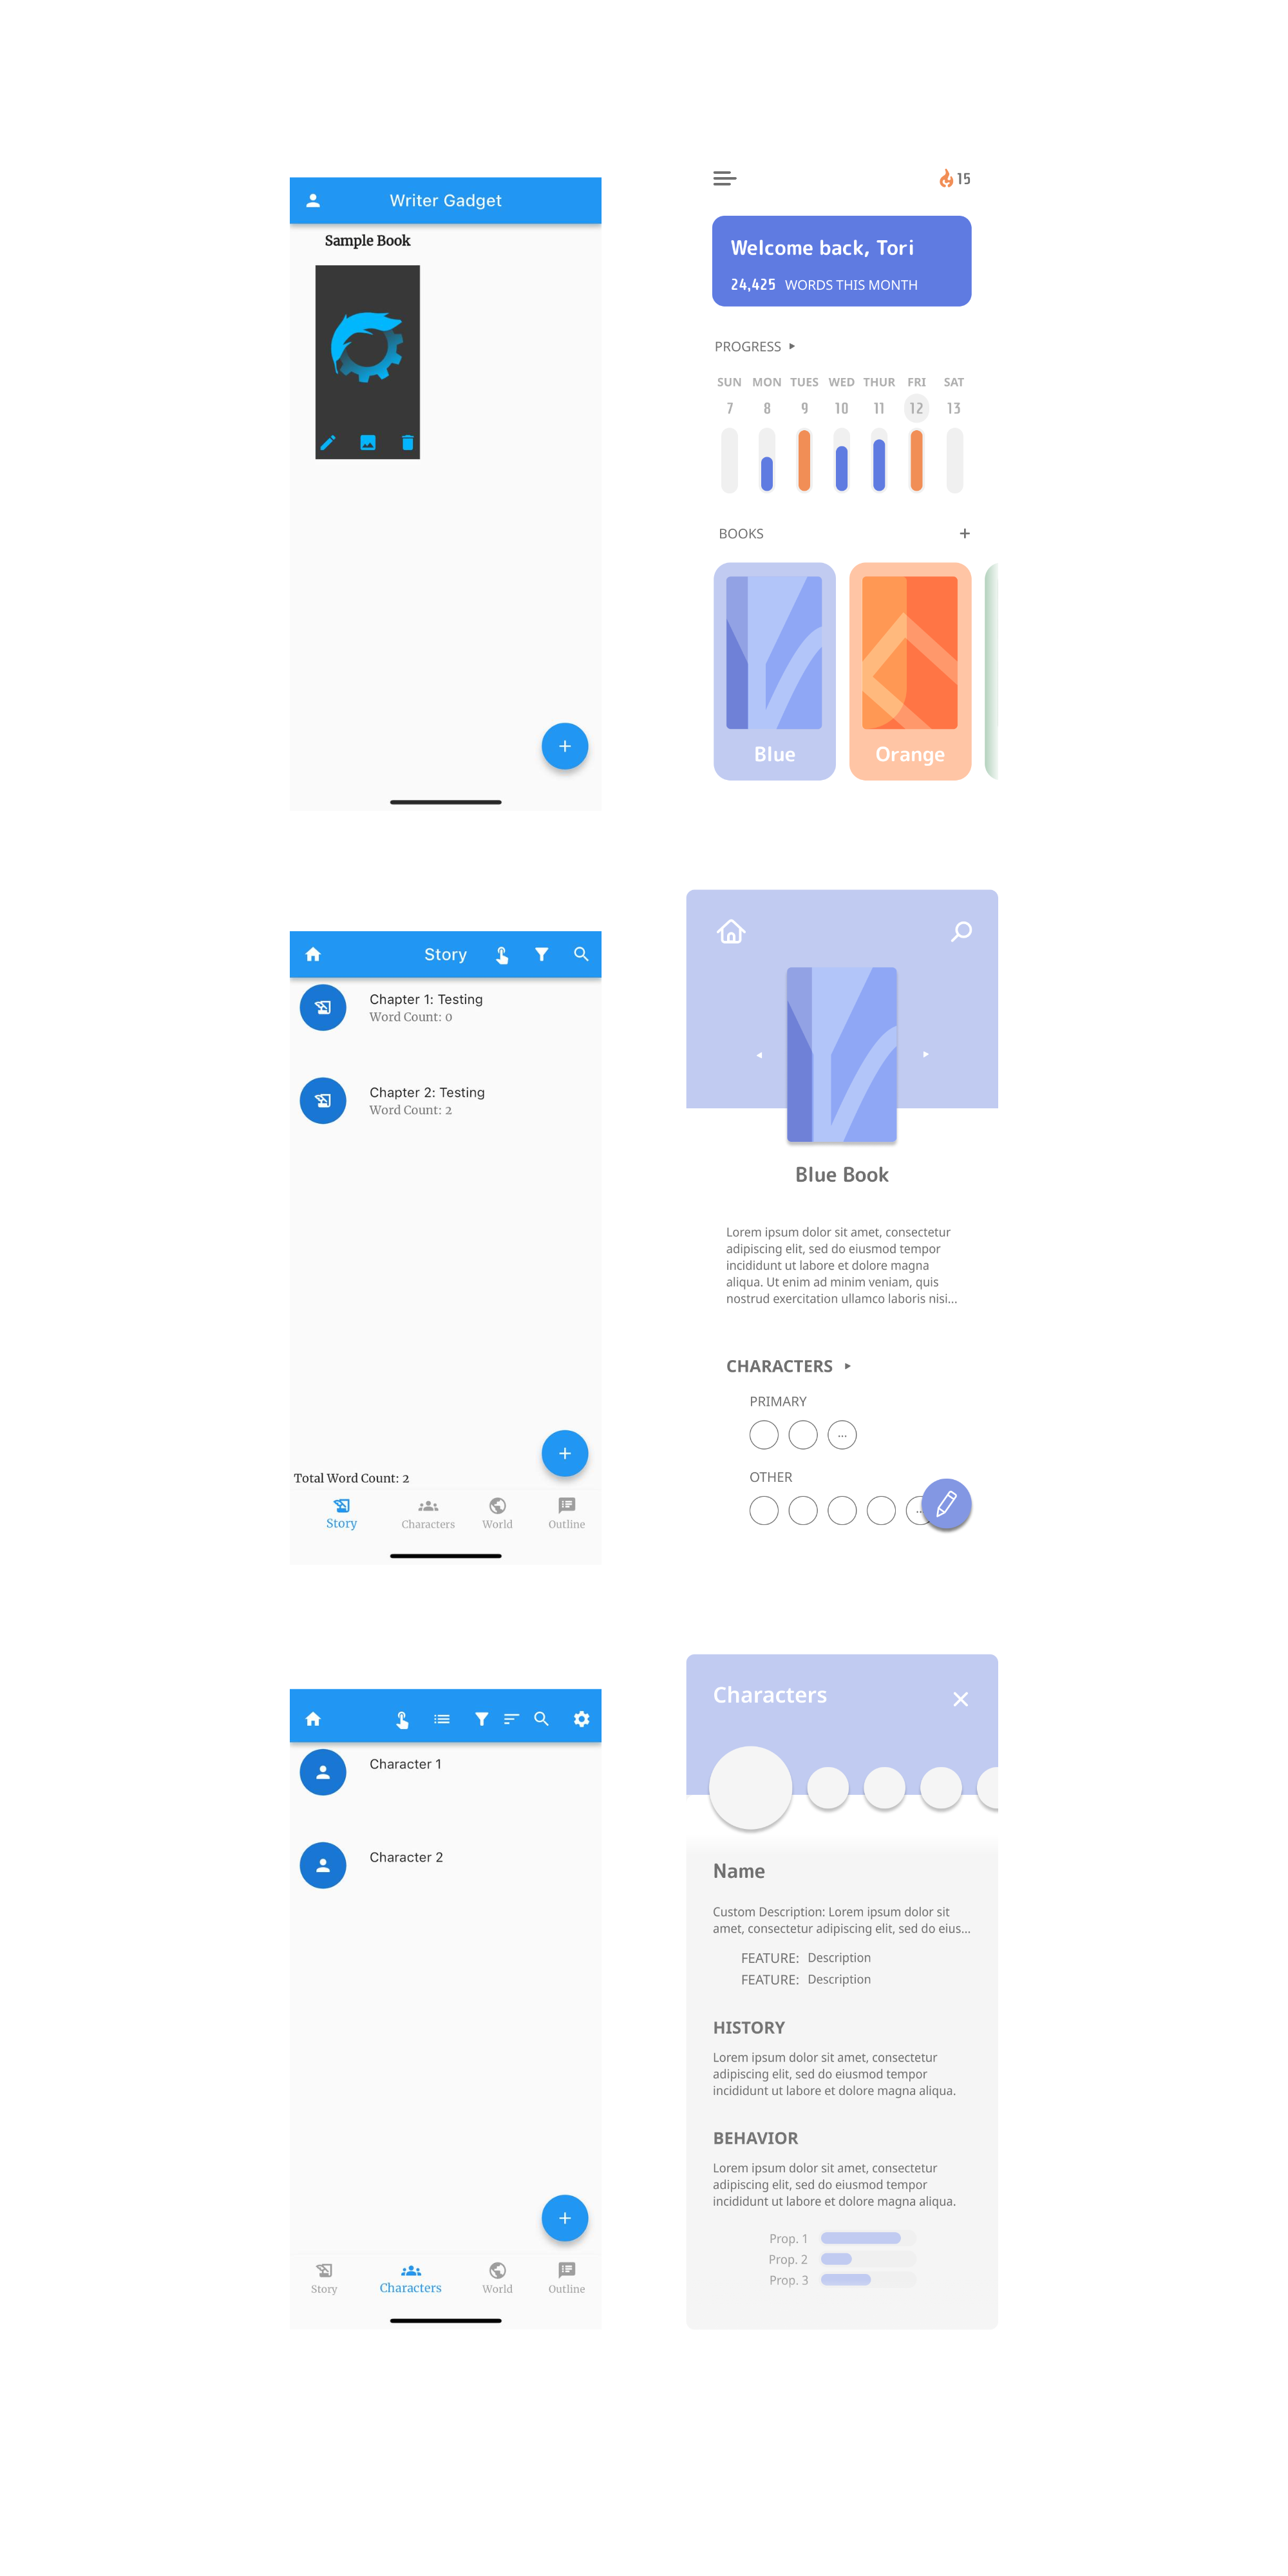 Writer Gadget
Sample Book
15
Welcome back, Tori
24,425 WORDS THIS MONTH
PROGRESS
SUN MON TUES WED THUR FRI SAT
7 8 9 10 11 12 13
BOOKS +
Blue Orange
Story
Chapter 1: Testing
Word Count: 0
Chapter 2: Testing
Word Count: 2
Total Word Count: 2
Story Characters World Outline
Blue Book
Lorem ipsum dolor sit amet, consectetur
adipiscing elit, sed do eiusmod tempor
incididunt ut labore et dolore magna
aliqua. Ut enim ad minim veniam, quis
nostrud exercitation ullamco laboris nisi...
CHARACTERS
PRIMARY
...
OTHER
Character 1
Character 2
Story Characters World Outline
Characters
Name
Custom Description: Lorem ipsum dolor sit
amet, consectetur adipiscing elit, sed do eius...
FEATURE: Description
FEATURE: Description
HISTORY
Lorem ipsum dolor sit amet, consectetur
adipiscing elit, sed do eiusmod tempor
incididunt ut labore et dolore magna aliqua.
BEHAVIOR
Lorem ipsum dolor sit amet, consectetur
adipiscing elit, sed do eiusmod tempor
incididunt ut labore et dolore magna aliqua.
Prop. 1
Prop. 2
Prop. 3